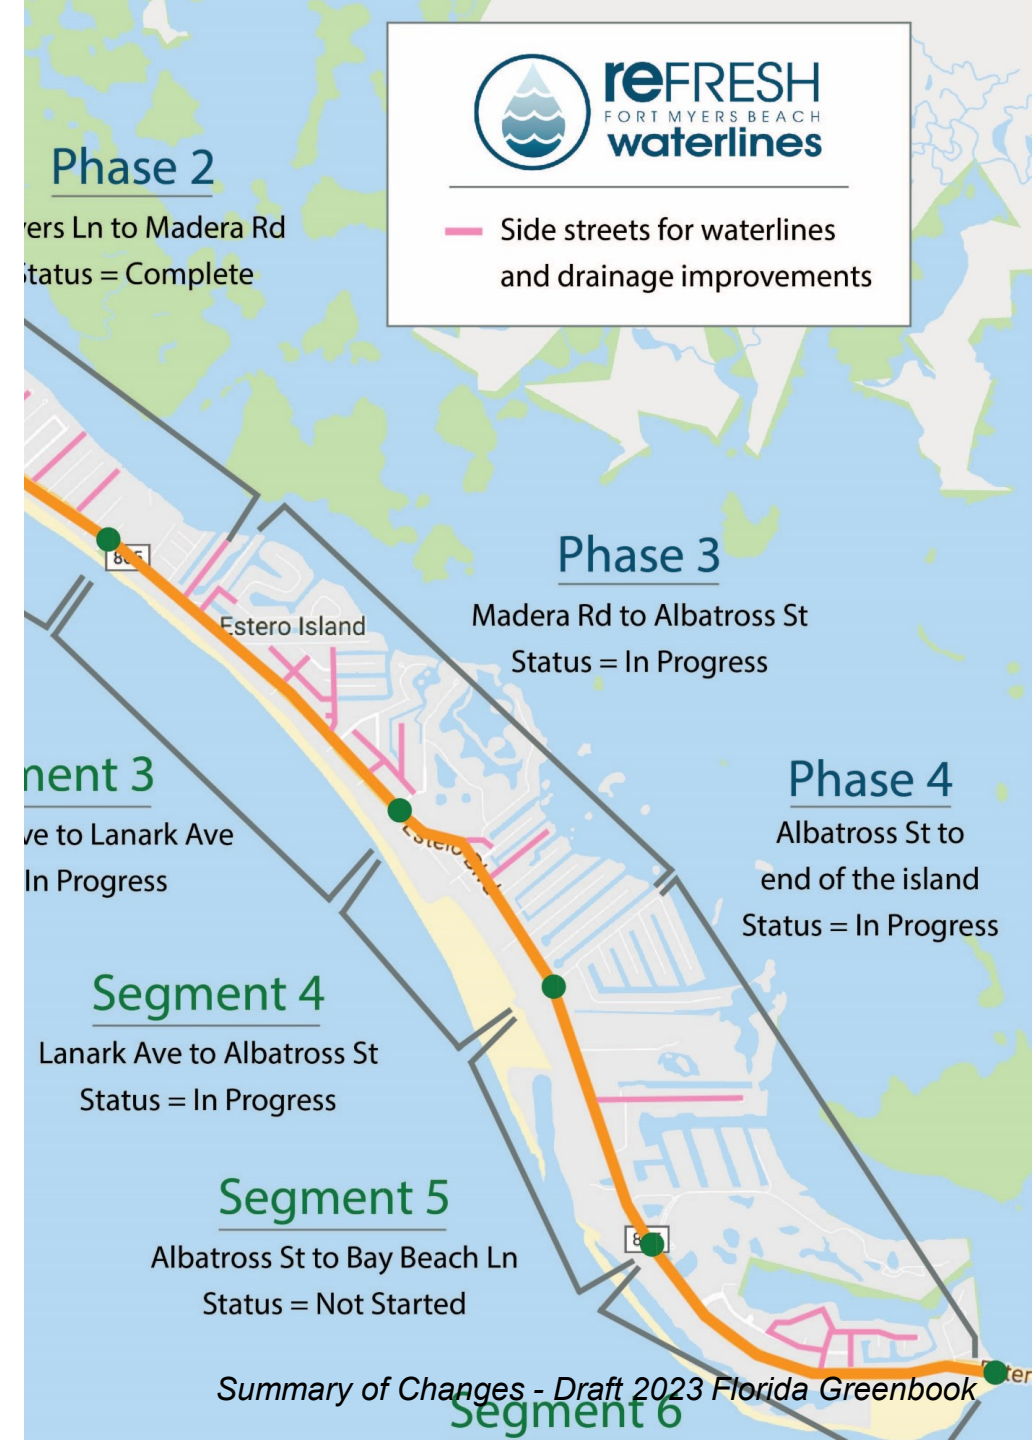 reFRESH
FORT MYERS BEACH
waterlines
Side streets for waterlines
and drainage improvements
Phase 2
Ln to Madera Rd
= Complete
Phase 3
Madera Rd to Albatross St
Status = In Progress
Estero Island
3
to Lanark Ave
In Progress
Phase 4
Albatross St to
end of the island
Status = In Progress
Segment 4
Lanark Ave to Albatross St
Status = In Progress
Segment 5
Albatross St to Bay Beach Ln
Status = Not Started
Summary of Changes - Draft 2023 Florida Greenbook
Segment 6